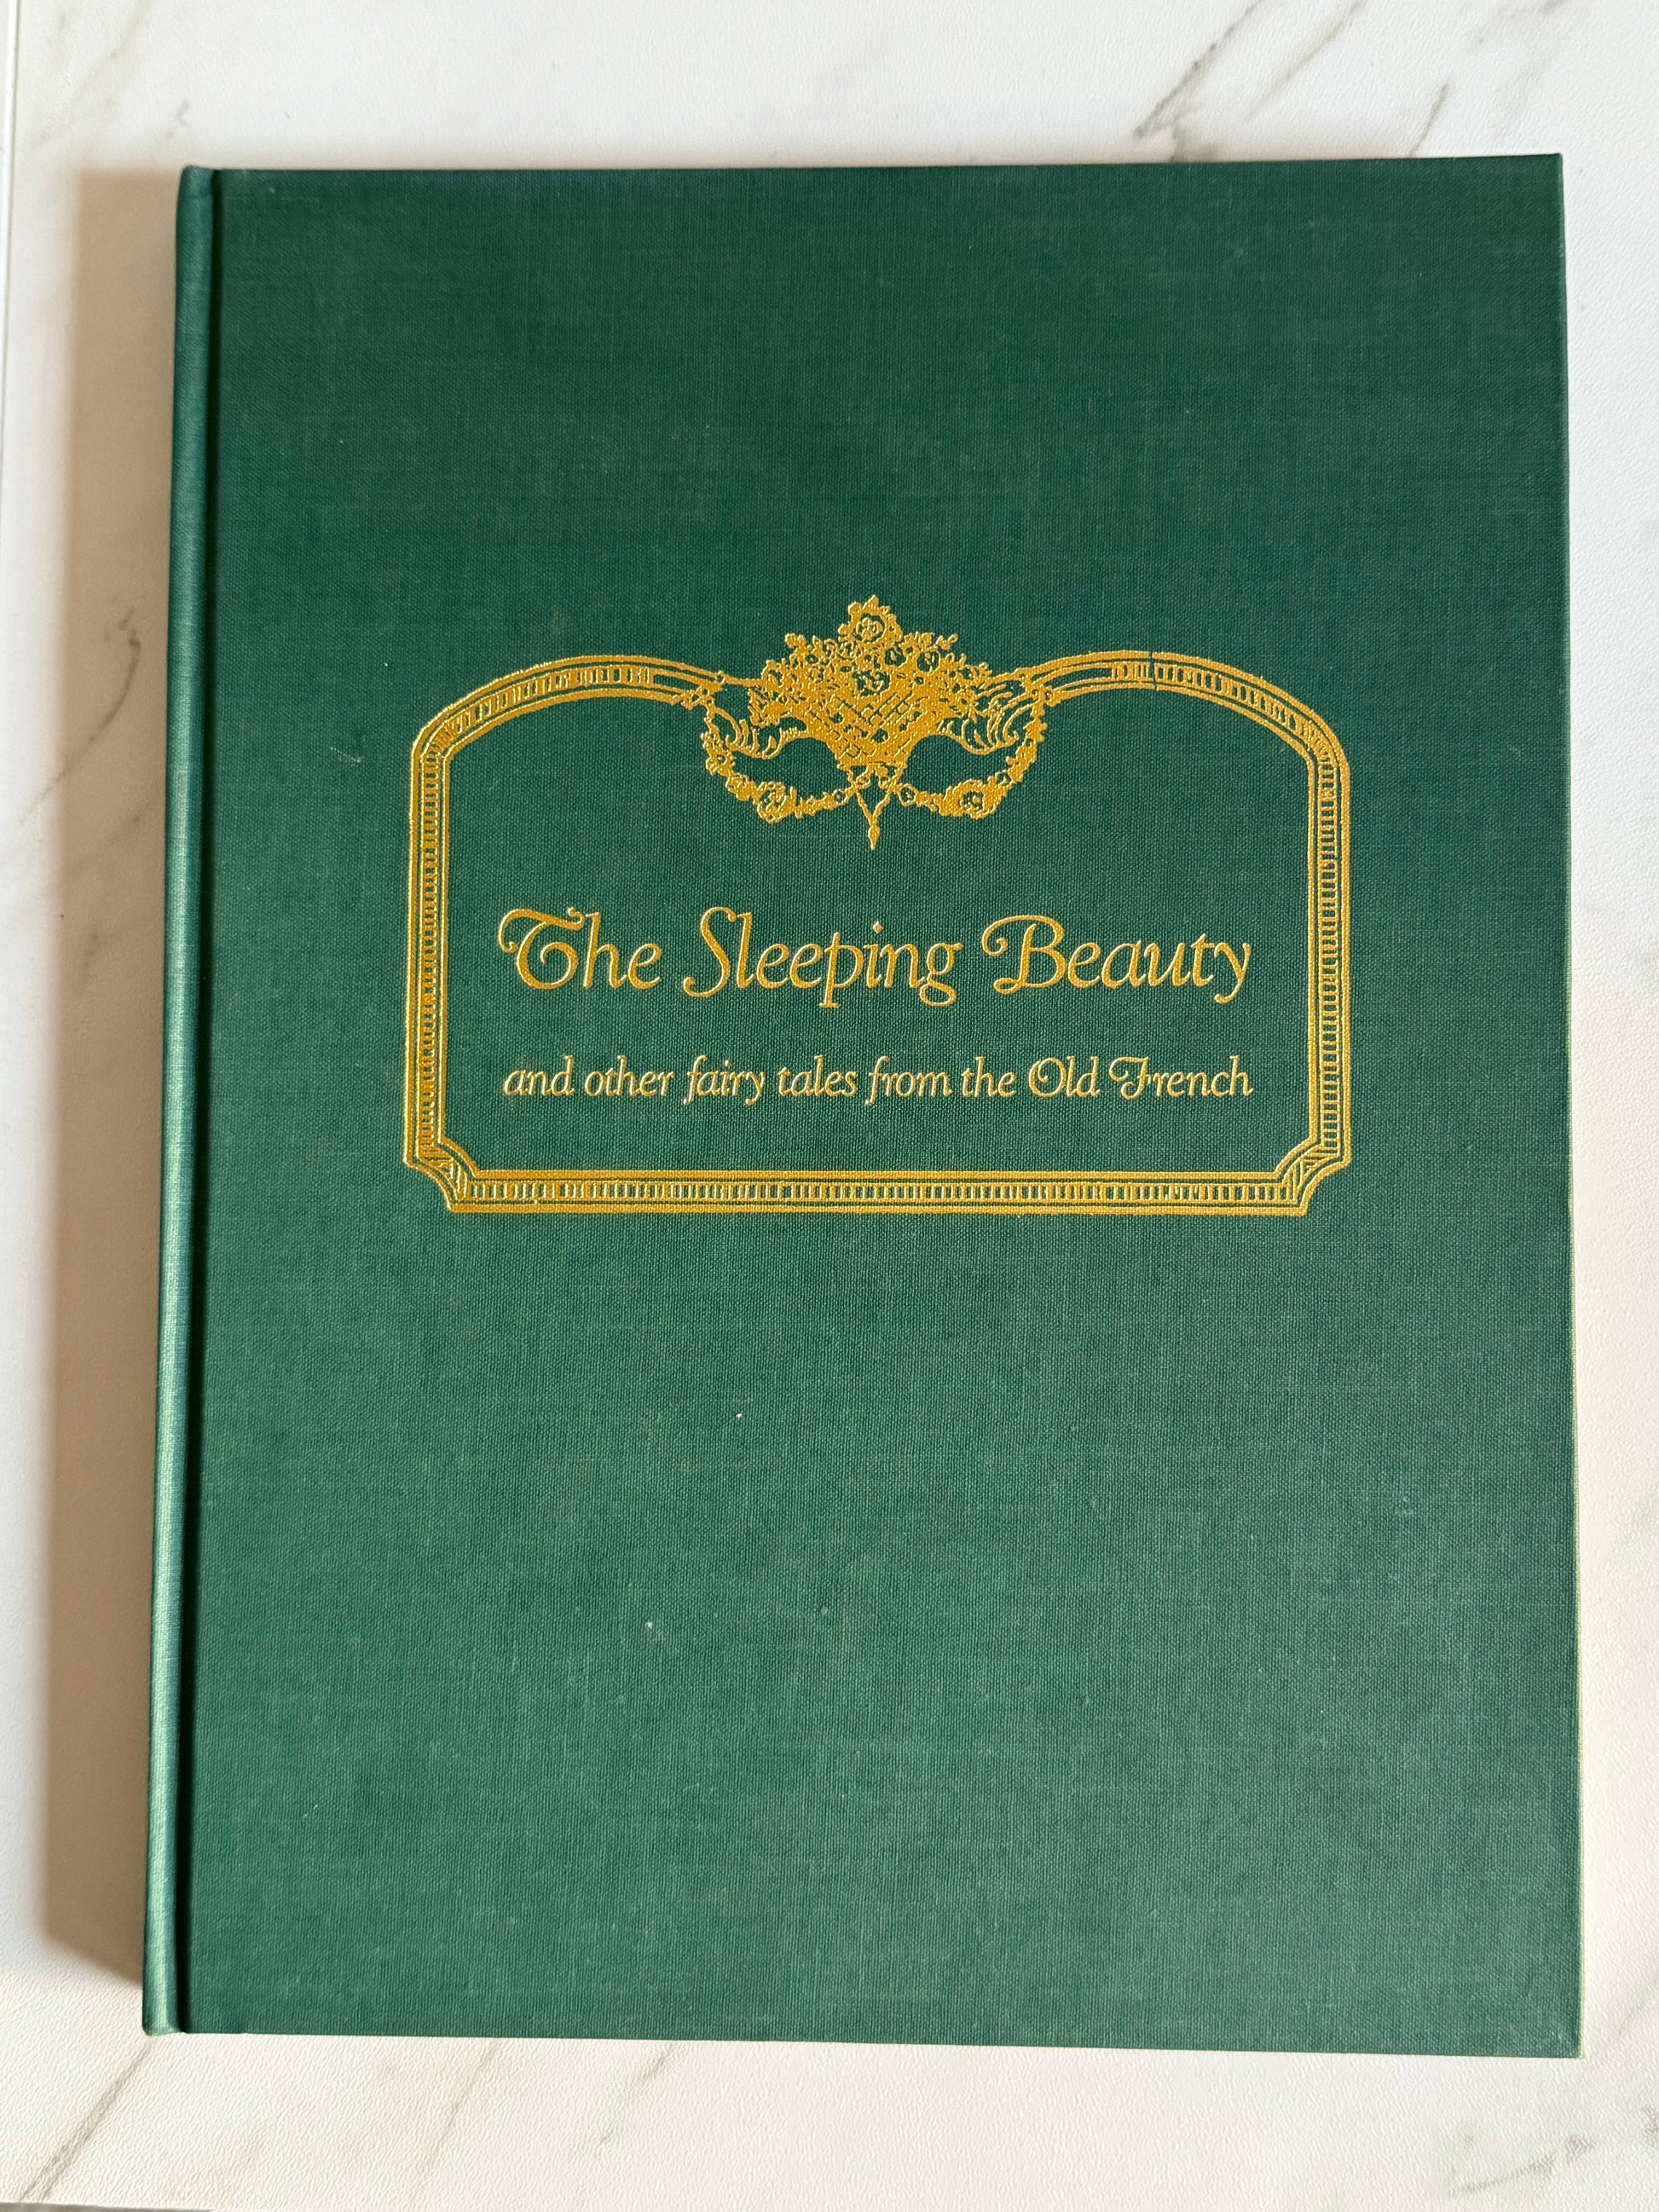 The Sleeping Beauty
and other fairy tales from the Old French